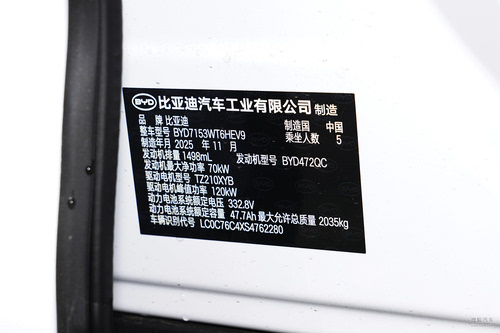 BYD 比亚迪汽车工业有限公司 制造
品 牌 比亚迪 制造国 中国
整车型号 BYD7153WT6HEV9 乘坐人数 5
制造年月 2025 年 11 月
发动机排量 1498mL 发动机型号 BYD472QC
发动机最大净功率 70kW
驱动电机型号 TZ210XYB
驱动电机峰值功率 120kW
动力电池系统额定电压 332.8V
动力电池系统额定容量 47.7Ah 最大允许总质量 2035kg
车辆识别代号 LC0C76C4XS4762280